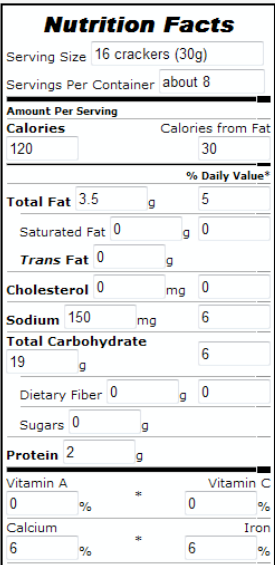 Nutrition Facts
Serving Size 16 crackers (30g)
Servings Per Container about 8
Amount Per Serving
Calories Calories from Fat
120 30
% Daily Value*
Total Fat 3.5 g 5
Saturated Fat 0 g 0
Trans Fat 0 g
Cholesterol 0 mg 0
Sodium 150 mg 6
Total Carbohydrate
19 g 6
Dietary Fiber 0 g 0
Sugars 0 g
Protein 2 g
Vitamin A Vitamin C
0 % * 0 %
Calcium Iron
6 % * 6 %